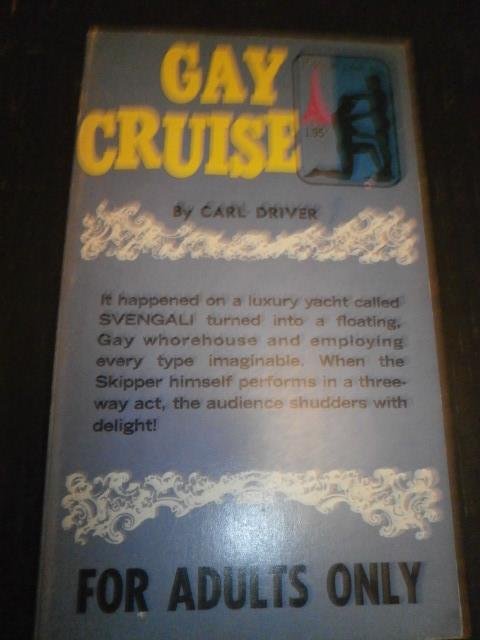 GAY
CRUISE
1.95
By CARL DRIVER
It happened on a luxury yacht called
SVENGALI turned into a floating,
Gay whorehouse and employing
every type imaginable. When the
Skipper himself performs in a three-
way act, the audience shudders with
delight!
FOR ADULTS ONLY